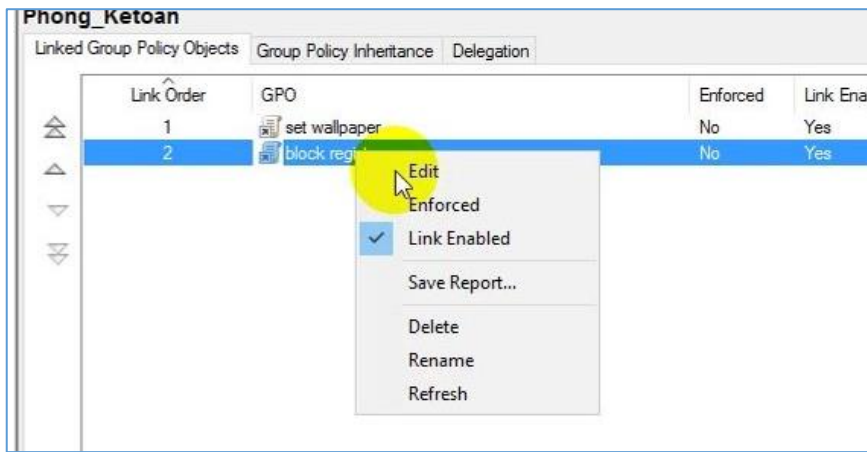 Phong_Ketoan
Linked Group Policy Objects Group Policy Inheritance Delegation
Link Order GPO Enforced Link Ena
1 set wallpaper No Yes
2 block regi No Yes
Edit
Enforced
Link Enabled
Save Report...
Delete
Rename
Refresh